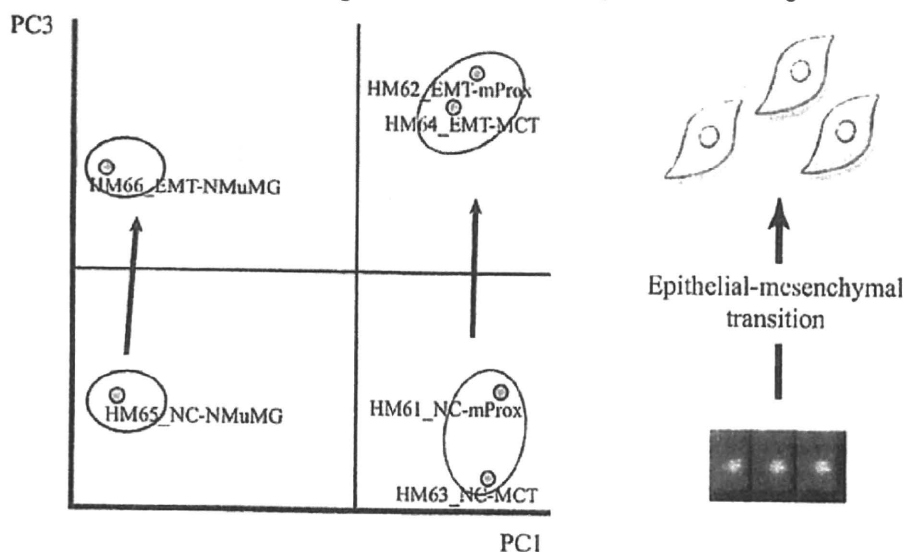 PC3
HM62_EMT-mProx
HM64_EMT-MCT
HM66_EMT-NMuMG
Epithelial-mesenchymal
transition
HM65_NC-NMuMG
HM61_NC-mProx
HM63_NC-MCT
PC1